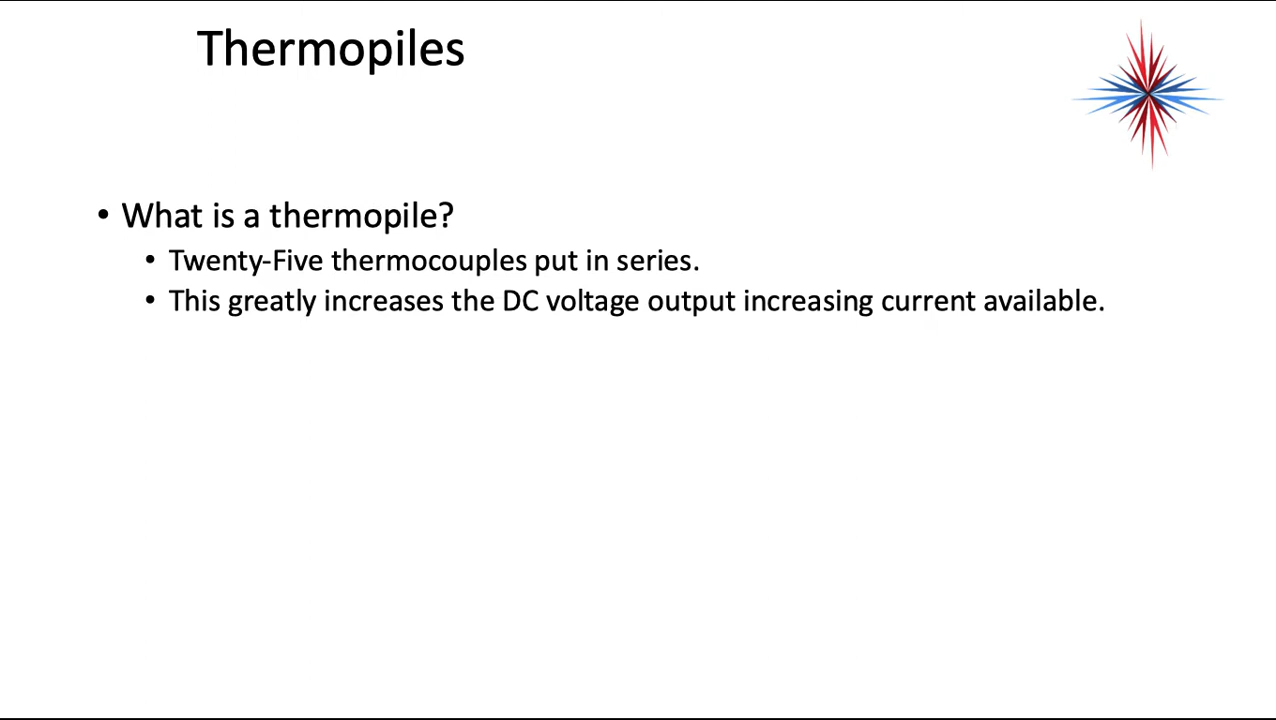 Thermopiles
• What is a thermopile?
• Twenty-Five thermocouples put in series.
• This greatly increases the DC voltage output increasing current available.